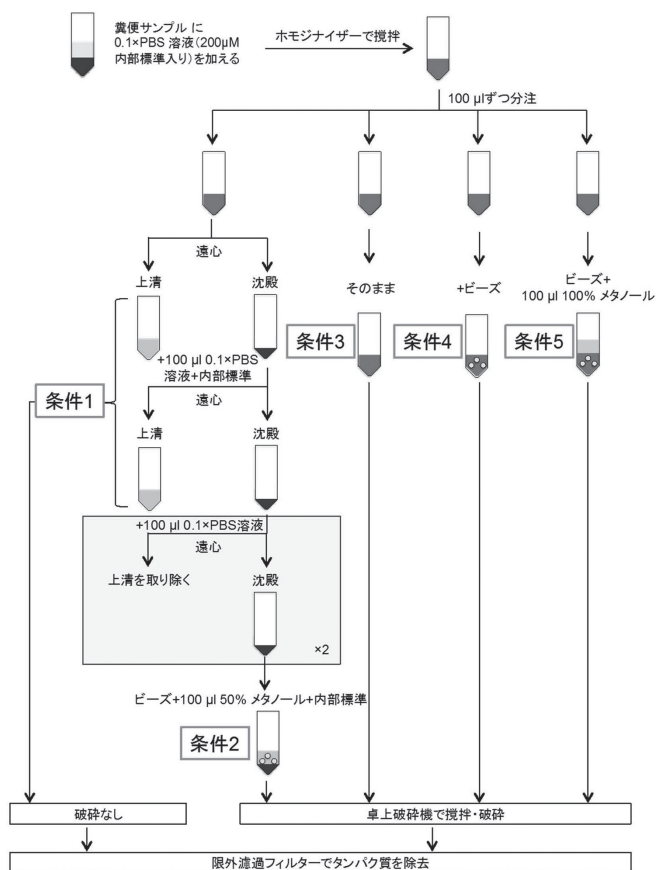 糞便サンプル に
0.1×PBS 溶液（200μM
内部標準入り）を加える
ホモジナイザーで撹拌
100 μlずつ分注
遠心
上清
沈殿
そのまま
+ビーズ
ビーズ+
100 μl 100% メタノール
条件3
条件4
条件5
+100 μl 0.1×PBS
溶液+内部標準
条件1
遠心
上清
沈殿
+100 μl 0.1×PBS溶液
遠心
上清を取り除く
沈殿
×2
ビーズ+100 μl 50% メタノール+内部標準
条件2
破砕なし
卓上破砕機で撹拌・破砕
限外濾過フィルターでタンパク質を除去